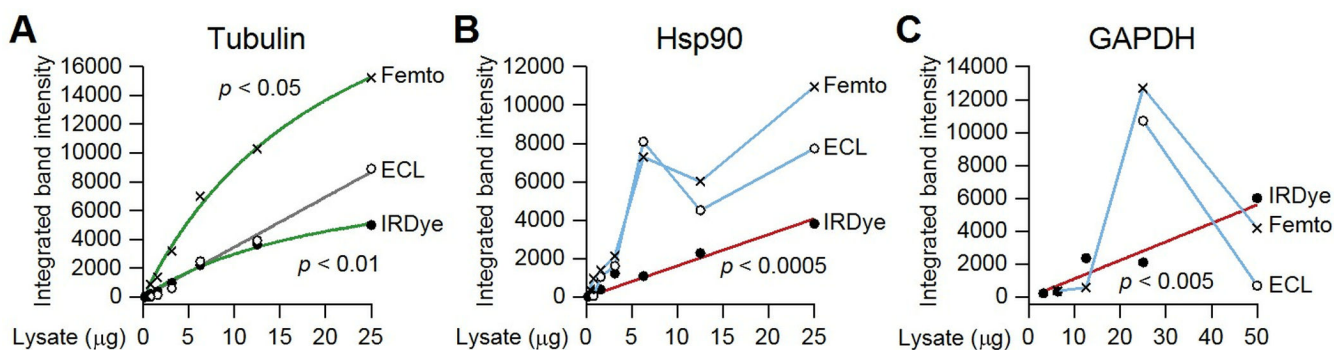 A
Tubulin
Integrated band intensity
16000
14000
12000
10000
8000
6000
4000
2000
0
p < 0.05
Femto
ECL
IRDye
p < 0.01
Lysate (μg) 0 5 10 15 20 25
B
Hsp90
Integrated band intensity
12000
10000
8000
6000
4000
2000
0
Femto
ECL
IRDye
p < 0.0005
Lysate (μg) 0 5 10 15 20 25
C
GAPDH
Integrated band intensity
14000
12000
10000
8000
6000
4000
2000
0
IRDye
Femto
ECL
p < 0.005
Lysate (μg) 0 10 20 30 40 50